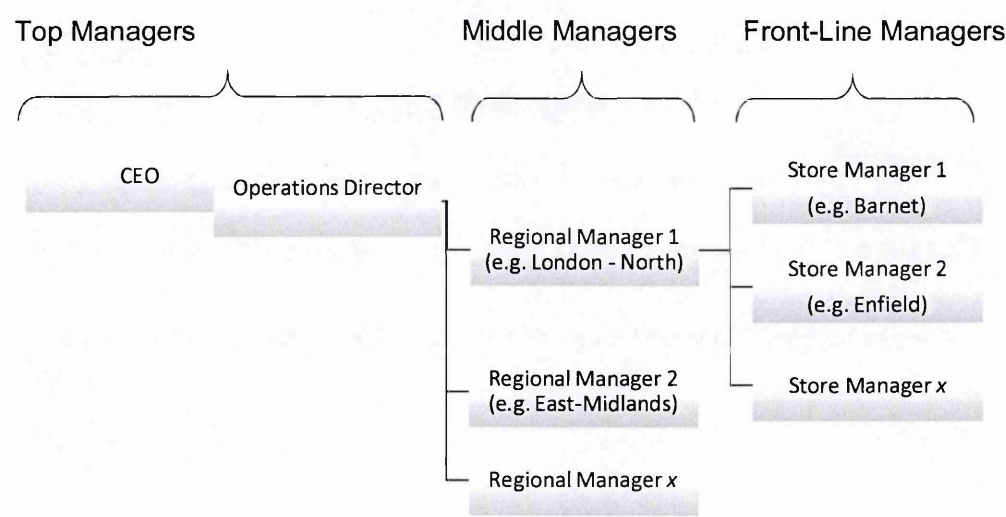 Top Managers
Middle Managers
Front-Line Managers
CEO
Operations Director
Regional Manager 1
(e.g. London - North)
Regional Manager 2
(e.g. East-Midlands)
Regional Manager x
Store Manager 1
(e.g. Barnet)
Store Manager 2
(e.g. Enfield)
Store Manager x